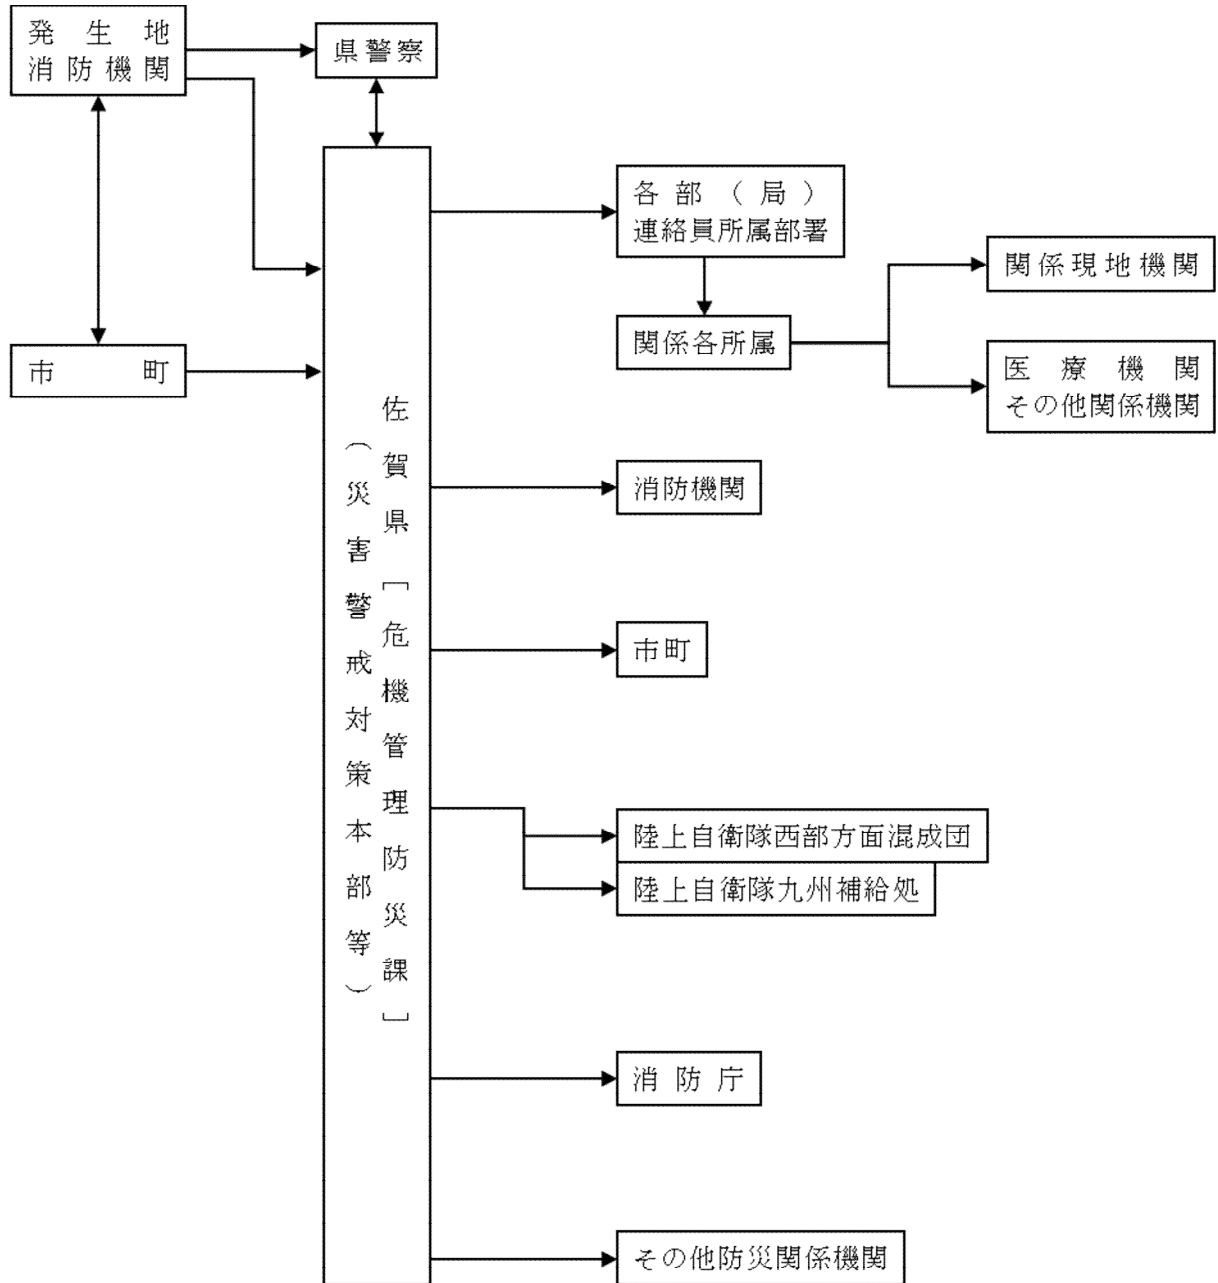 発生地
消防機関
県警察
市町
佐賀県［危機管理防災課］
（災害警戒対策本部等）
各部（局）
連絡員所属部署
関係各所属
関係現地機関
医療機関
その他関係機関
消防機関
市町
陸上自衛隊西部方面混成団
陸上自衛隊九州補給処
消防庁
その他防災関係機関